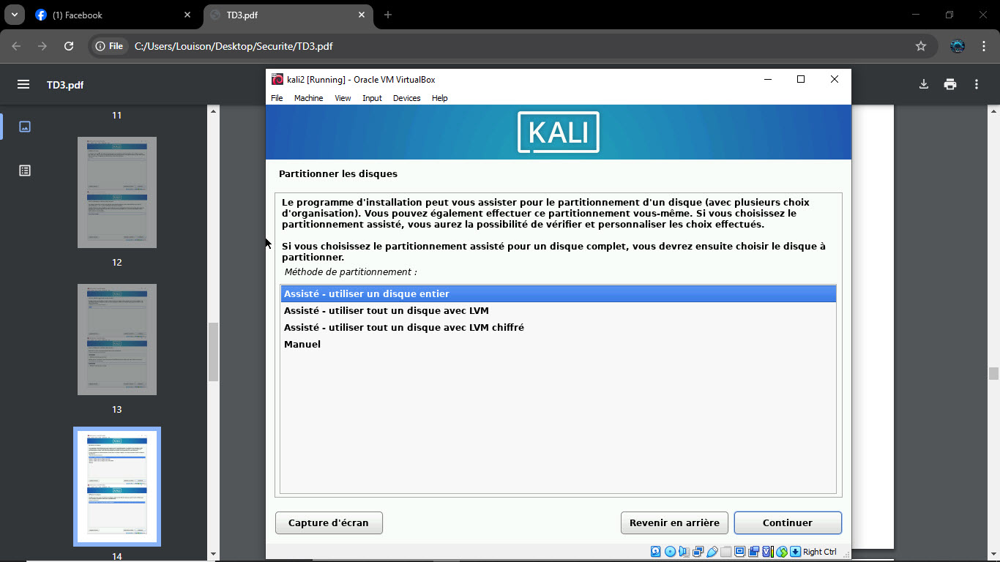 (1) Facebook
TD3.pdf
File
C:/Users/Louison/Desktop/Securite/TD3.pdf
TD3.pdf
11
12
13
14
kali2 [Running] - Oracle VM VirtualBox
File Machine View Input Devices Help
KALI
Partitionner les disques
Le programme d'installation peut vous assister pour le partitionnement d'un disque (avec plusieurs choix
d'organisation). Vous pouvez également effectuer ce partitionnement vous-même. Si vous choisissez le
partitionnement assisté, vous aurez la possibilité de vérifier et personnaliser les choix effectués.
Si vous choisissez le partitionnement assisté pour un disque complet, vous devrez ensuite choisir le disque à
partitionner.
Méthode de partitionnement :
Assisté - utiliser un disque entier
Assisté - utiliser tout un disque avec LVM
Assisté - utiliser tout un disque avec LVM chiffré
Manuel
Capture d'écran
Revenir en arrière
Continuer
Right Ctrl